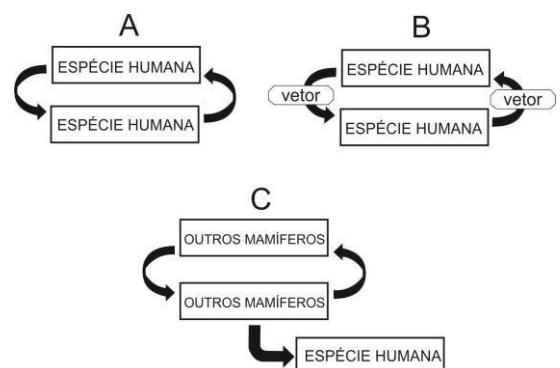 A
ESPÉCIE HUMANA
ESPÉCIE HUMANA
B
ESPÉCIE HUMANA
vetor
vetor
ESPÉCIE HUMANA
C
OUTROS MAMÍFEROS
OUTROS MAMÍFEROS
ESPÉCIE HUMANA